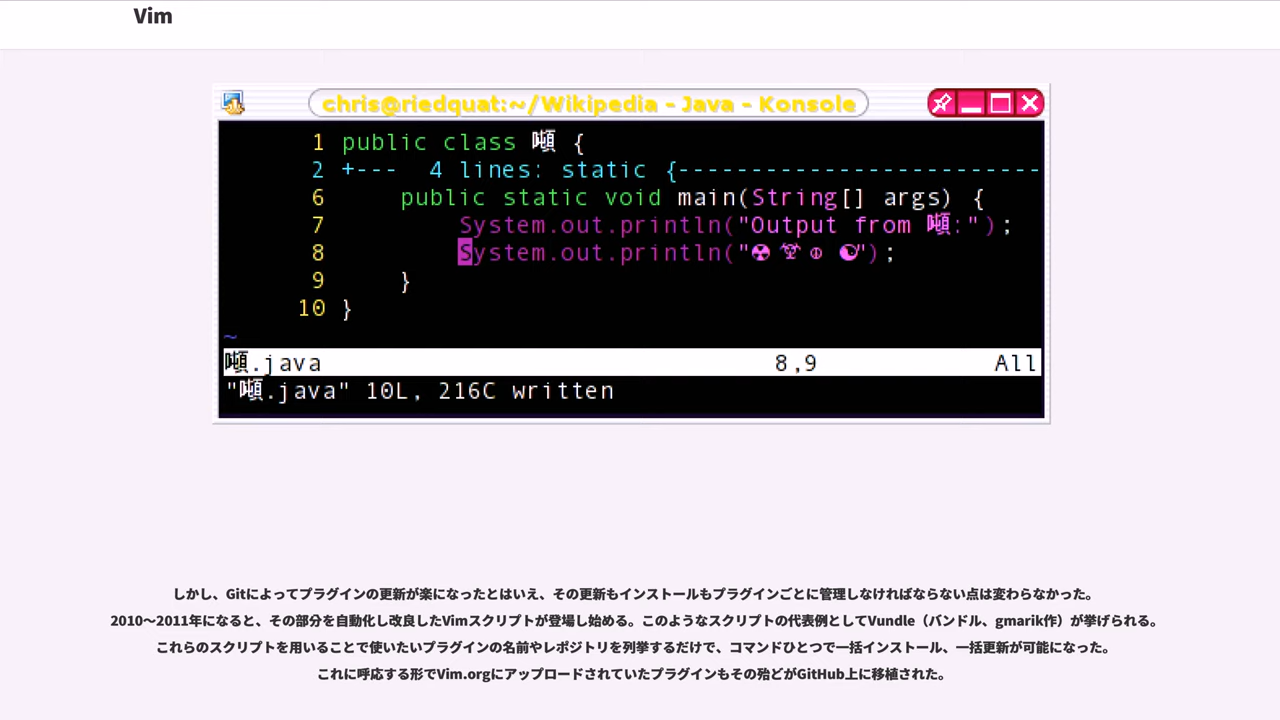 Vim
chris@riedquat:~/Wikipedia - Java - Konsole
1 public class 噸 {
2 +--- 4 lines: static {-------------------------
6 public static void main(String[] args) {
7 System.out.println("Output from 噸:");
8 System.out.println("☢ ☮ ☯");
9 }
10 }
~
噸.java 8,9 All
"噸.java" 10L, 216C written
しかし、Gitによってプラグインの更新が楽になったとはいえ、その更新もインストールもプラグインごとに管理しなければならない点は変わらなかった。
2010〜2011年になると、その部分を自動化し改良したVimスクリプトが登場し始める。このようなスクリプトの代表例としてVundle（バンドル、gmarik作）が挙げられる。
これらのスクリプトを用いることで使いたいプラグインの名前やレポジトリを列挙するだけで、コマンドひとつで一括インストール、一括更新が可能になった。
これに呼応する形でVim.orgにアップロードされていたプラグインもその殆どがGitHub上に移植された。